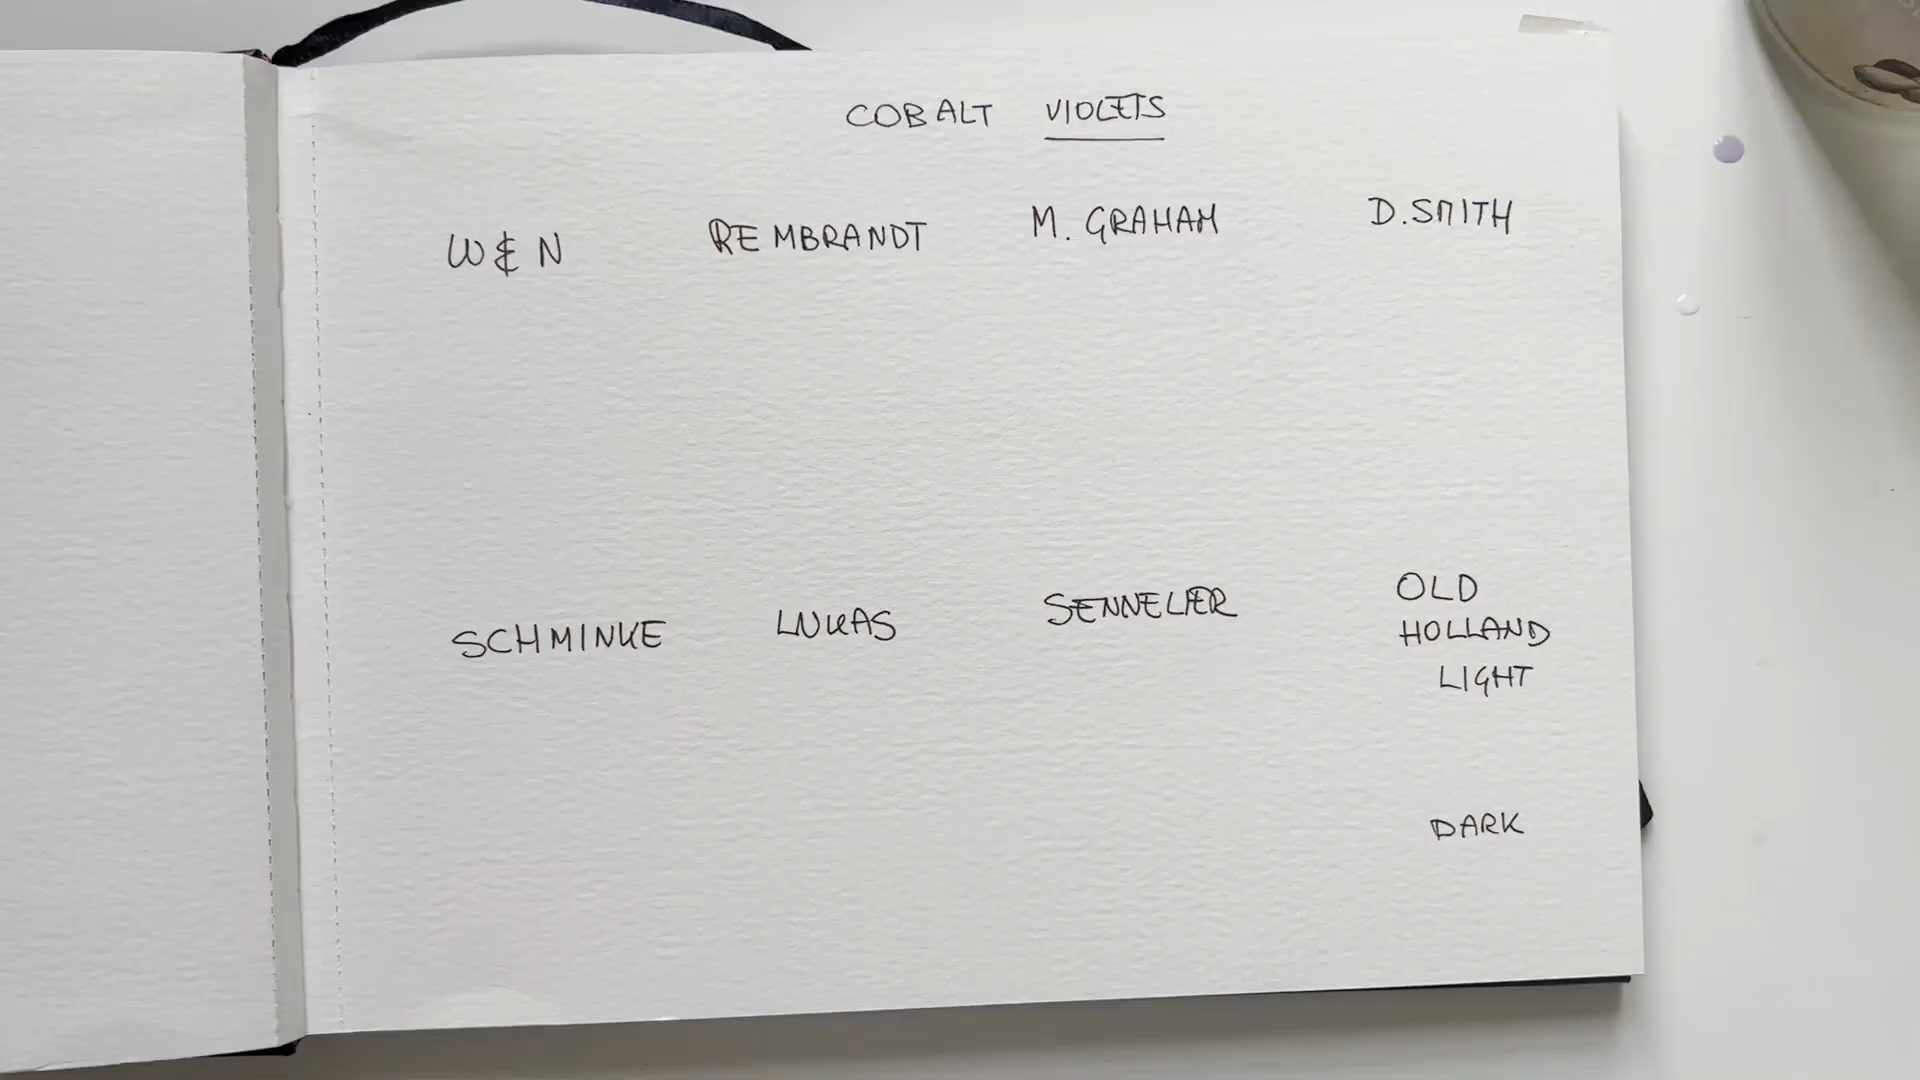 COBALT VIOLETS
W & N
REMBRANDT
M. GRAHAM
D. SMITH
SCHMINKE
LUKAS
SENNELIER
OLD
HOLLAND
LIGHT
DARK